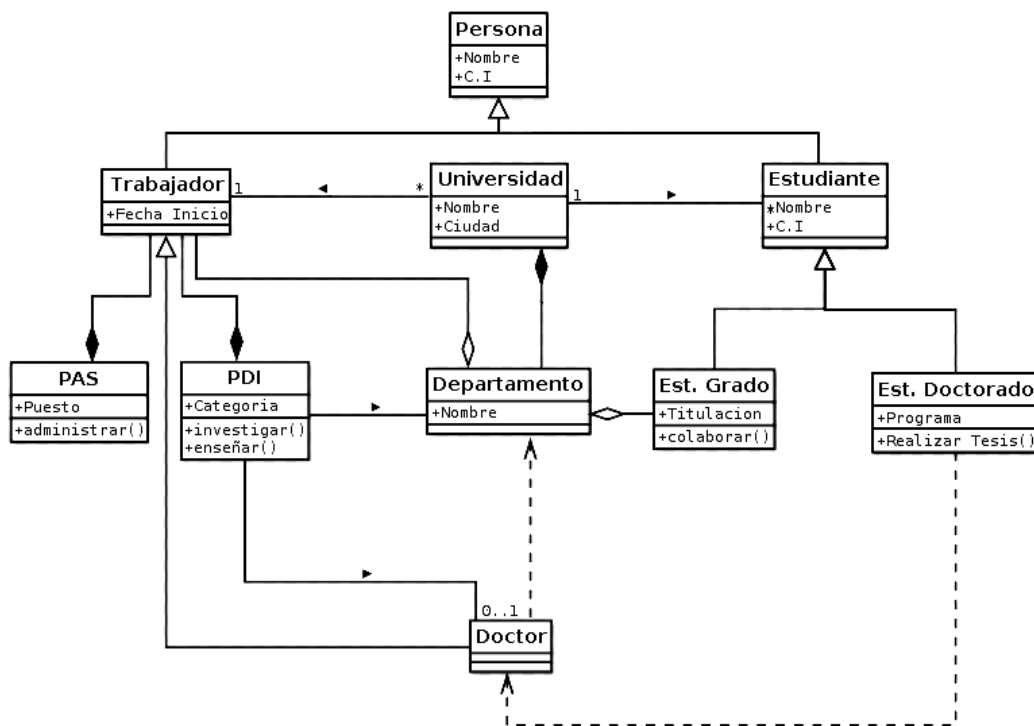 Persona
+Nombre
+C.I
Trabajador
+Fecha Inicio
1
*
Universidad
+Nombre
+Ciudad
1
Estudiante
*Nombre
+C.I
PAS
+Puesto
+administrar()
PDI
+Categoria
+investigar()
+enseñar()
Departamento
+Nombre
Est. Grado
+Titulacion
+colaborar()
Est. Doctorado
+Programa
+Realizar Tesis()
0..1
Doctor